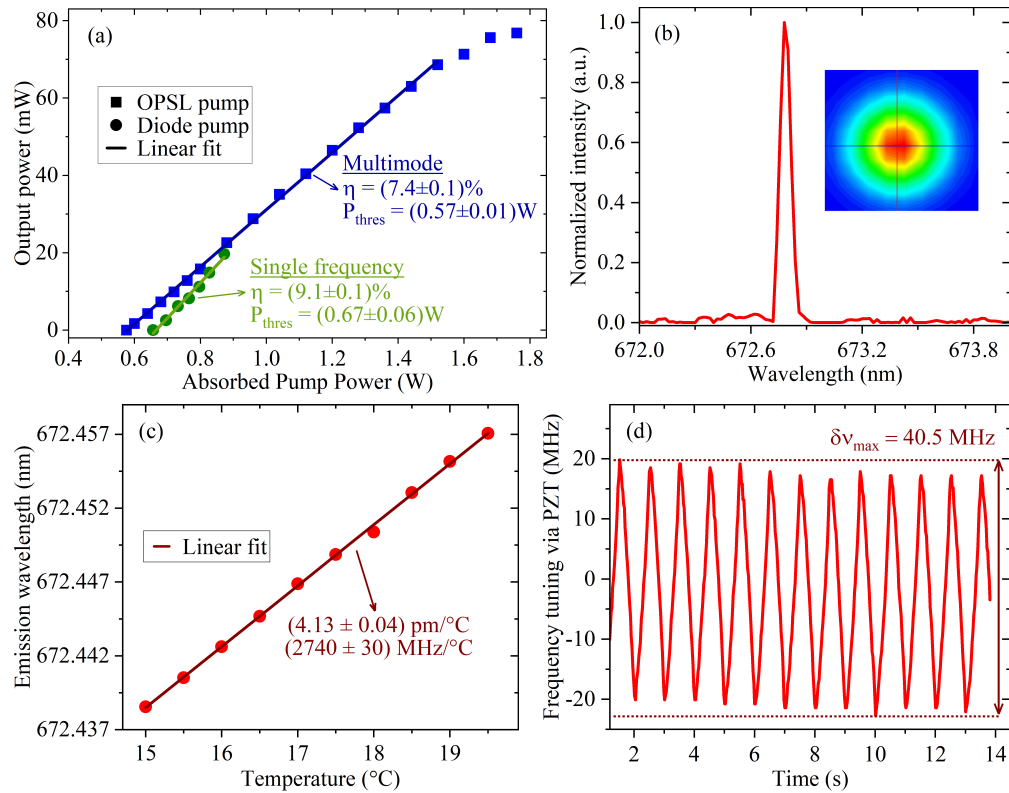 (a)
80
60
40
20
0
Output power (mW)
OPSL pump
Diode pump
Linear fit
Multimode
η = (7.4±0.1)%
P_thres = (0.57±0.01)W
Single frequency
η = (9.1±0.1)%
P_thres = (0.67±0.06)W
0.4 0.6 0.8 1.0 1.2 1.4 1.6 1.8
Absorbed Pump Power (W)
(b)
1.0
0.8
0.6
0.4
0.2
0.0
Normalized intensity (a.u.)
672.0 672.6 673.2 673.8
Wavelength (nm)
(c)
672.457
672.452
672.447
672.442
672.437
Emission wavelength (nm)
Linear fit
(4.13 ± 0.04) pm/°C
(2740 ± 30) MHz/°C
15 16 17 18 19
Temperature (°C)
(d)
δν_max = 40.5 MHz
20
10
0
-10
-20
Frequency tuning via PZT (MHz)
2 4 6 8 10 12 14
Time (s)